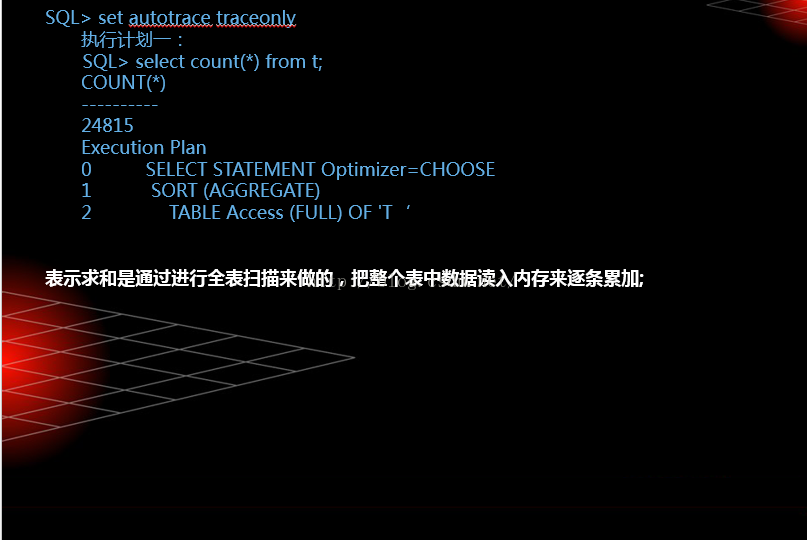 SQL> set autotrace traceonly
执行计划一：
SQL> select count(*) from t;
COUNT(*)
----------
24815
Execution Plan
0 SELECT STATEMENT Optimizer=CHOOSE
1 SORT (AGGREGATE)
2 TABLE Access (FULL) OF 'T ‘
表示求和是通过进行全表扫描来做的，把整个表中数据读入内存来逐条累加;